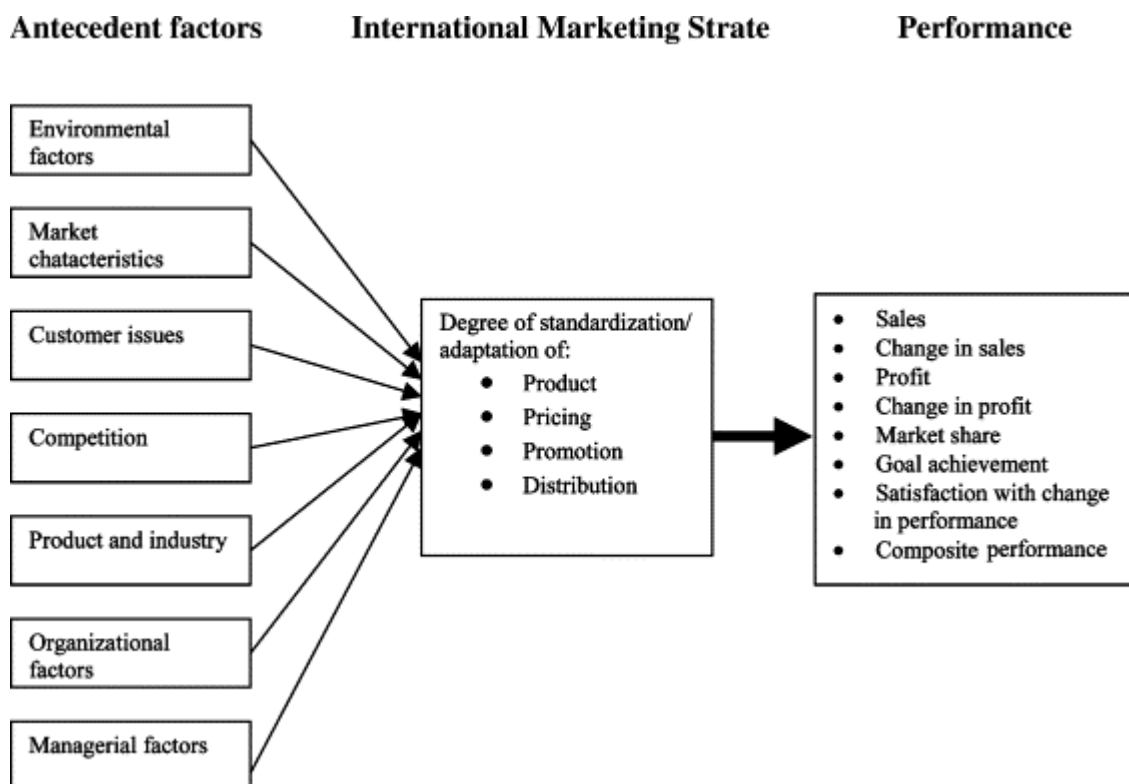 Antecedent factors
International Marketing Strate
Performance
Environmental
factors
Market
chatacteristics
Customer issues
Competition
Product and industry
Organizational
factors
Managerial factors
Degree of standardization/
adaptation of:
● Product
● Pricing
● Promotion
● Distribution
● Sales
● Change in sales
● Profit
● Change in profit
● Market share
● Goal achievement
● Satisfaction with change
in performance
● Composite performance